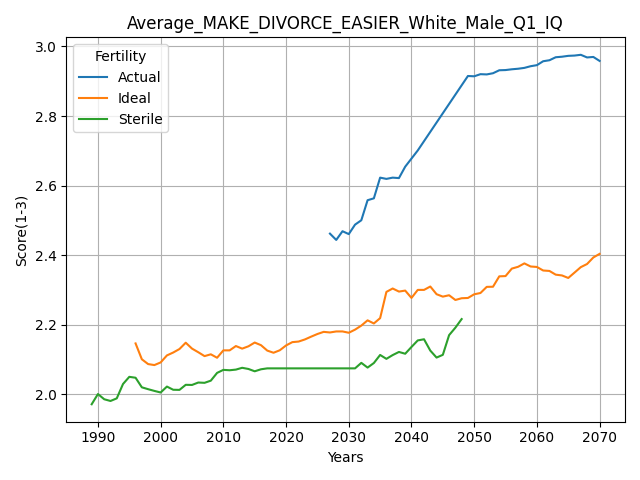 Average_MAKE_DIVORCE_EASIER_White_Male_Q1_IQ
Fertility
Actual
Ideal
Sterile
Score(1-3)
3.0
2.8
2.6
2.4
2.2
2.0
1990 2000 2010 2020 2030 2040 2050 2060 2070
Years